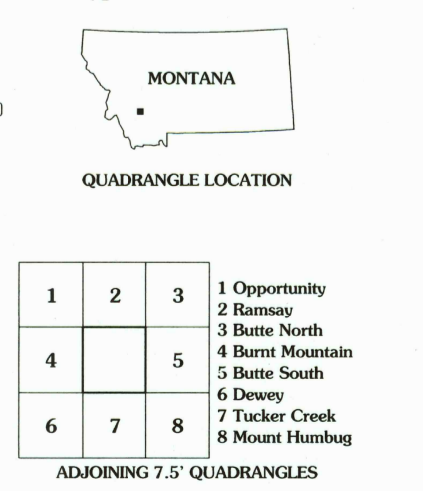 MONTANA
QUADRANGLE LOCATION
1 2 3
4 5
6 7 8
1 Opportunity
2 Ramsay
3 Butte North
4 Burnt Mountain
5 Butte South
6 Dewey
7 Tucker Creek
8 Mount Humbug
ADJOINING 7.5' QUADRANGLES